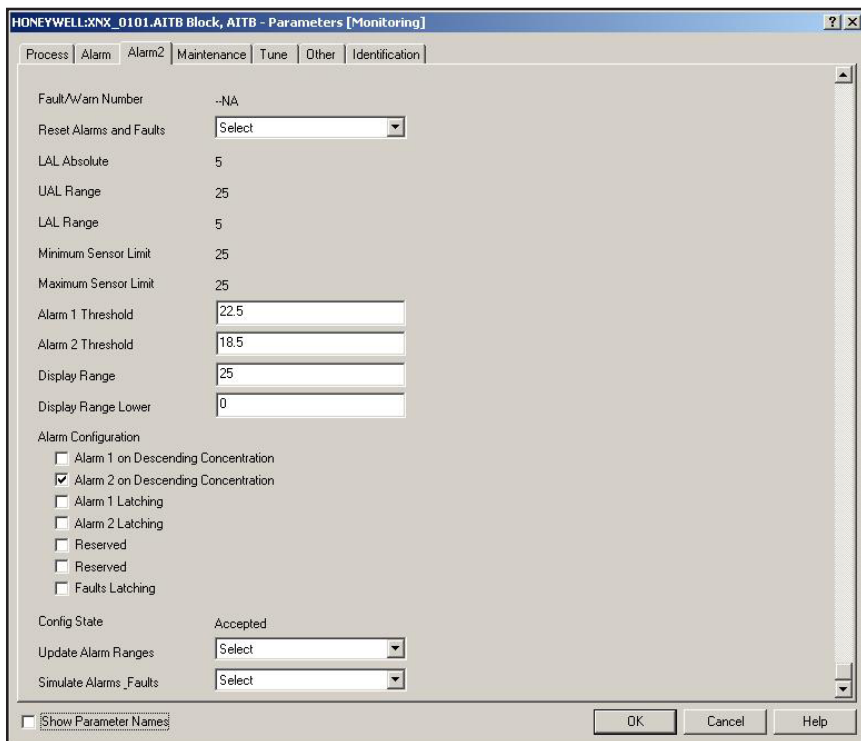 HONEYWELL:XNX_0101.AITB Block, AITB - Parameters [Monitoring]
Process Alarm Alarm2 Maintenance Tune Other Identification
Fault/Warn Number --NA
Reset Alarms and Faults Select
LAL Absolute 5
UAL Range 25
LAL Range 5
Minimum Sensor Limit 25
Maximum Sensor Limit 25
Alarm 1 Threshold 22.5
Alarm 2 Threshold 18.5
Display Range 25
Display Range Lower 0
Alarm Configuration
Alarm 1 on Descending Concentration
Alarm 2 on Descending Concentration
Alarm 1 Latching
Alarm 2 Latching
Reserved
Reserved
Faults Latching
Config State Accepted
Update Alarm Ranges Select
Simulate Alarms_Faults Select
Show Parameter Names OK Cancel Help